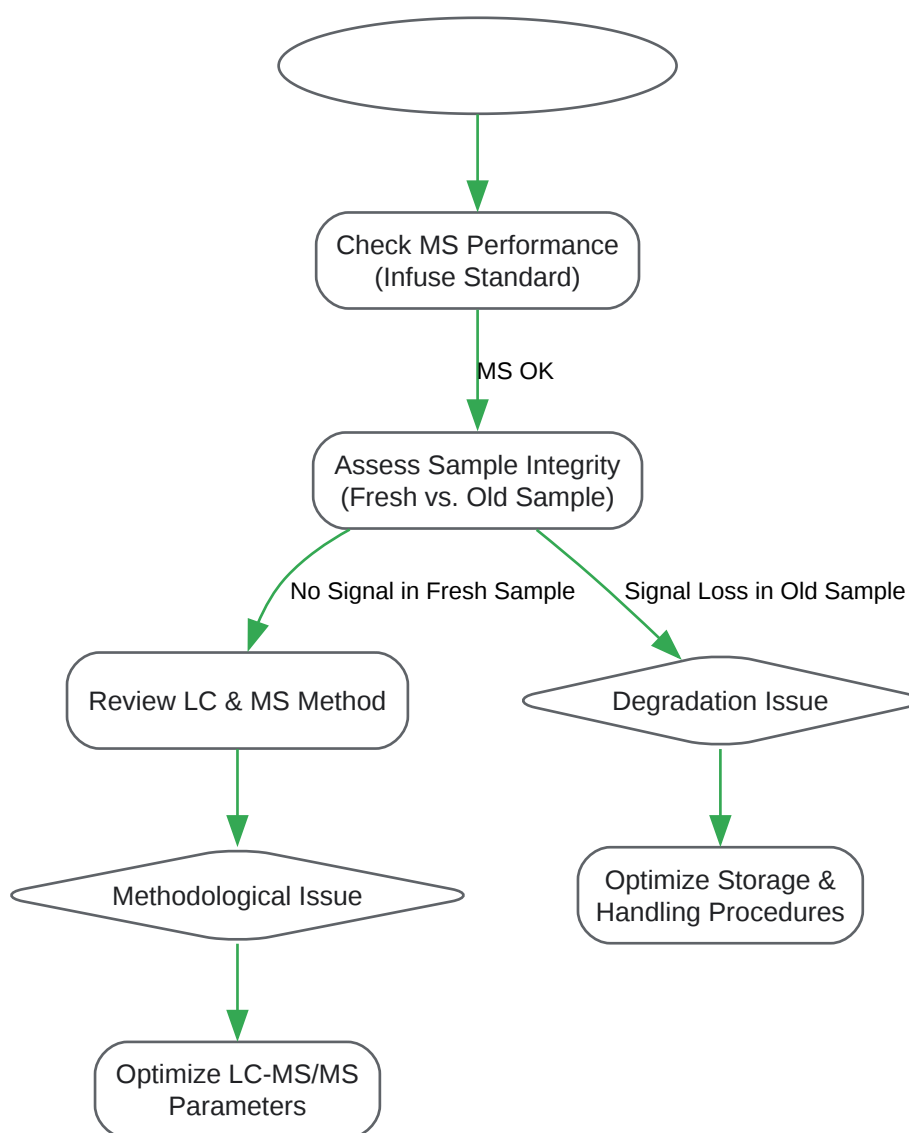 Check MS Performance
(Infuse Standard)
MS OK
Assess Sample Integrity
(Fresh vs. Old Sample)
No Signal in Fresh Sample
Signal Loss in Old Sample
Review LC & MS Method
Degradation Issue
Methodological Issue
Optimize Storage &
Handling Procedures
Optimize LC-MS/MS
Parameters